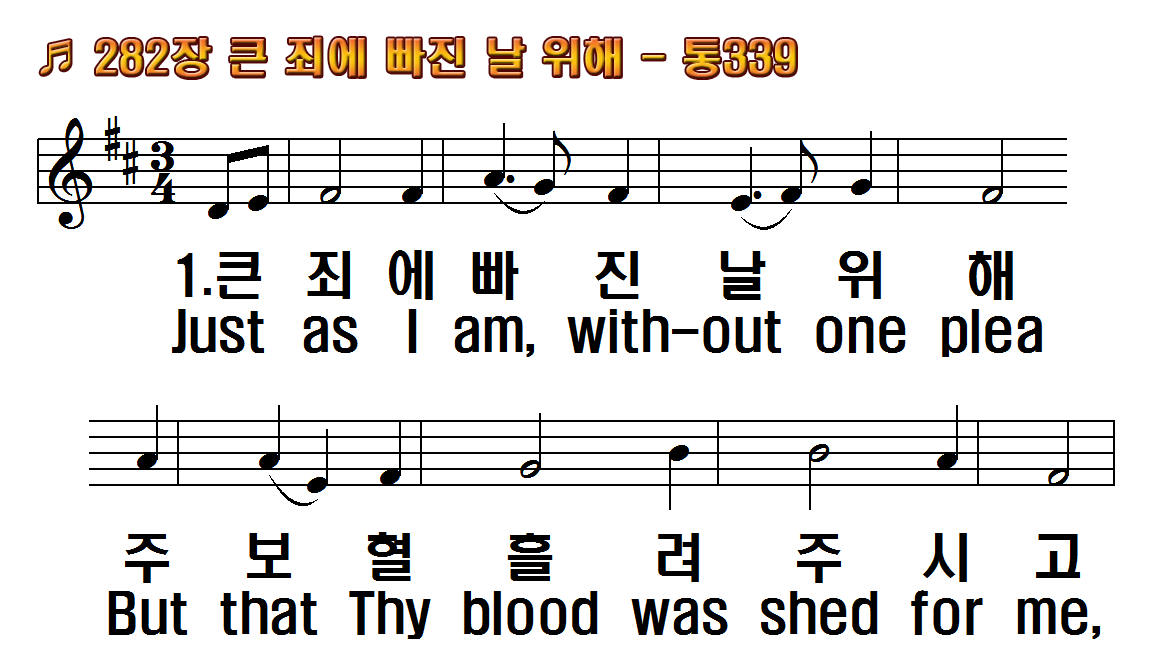 ♬ 282장 큰 죄에 빠진 날 위해 - 통339
3
4
1.큰 죄 에 빠 진 날 위 해
Just as I am, with-out one plea
주 보 혈 흘 려 주 시 고
But that Thy blood was shed for me,